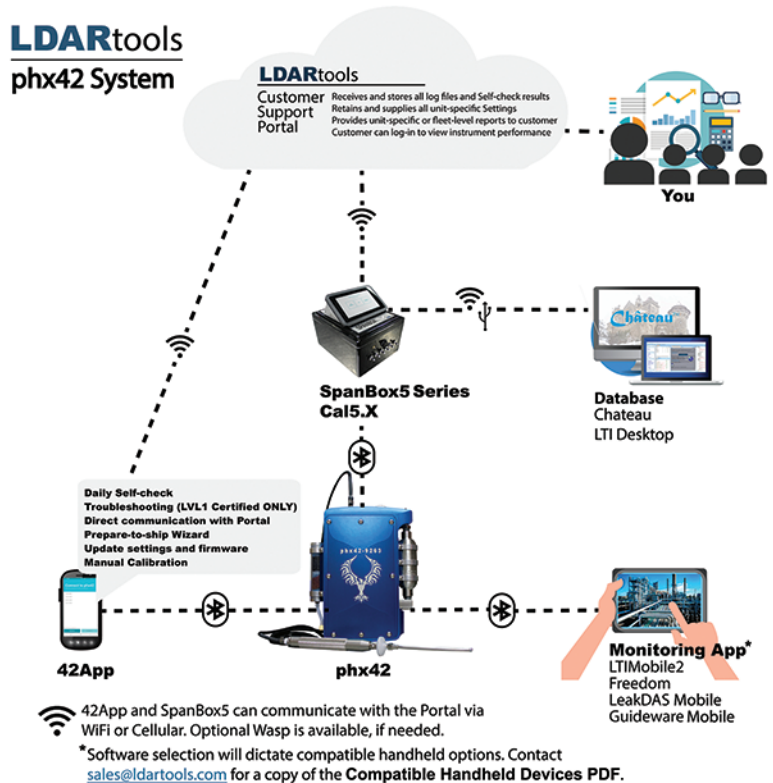 LDARtools
phx42 System
LDARtools
Customer Support Portal
Receives and stores all log files and Self-check results
Retains and supplies all unit-specific Settings
Provides unit-specific or fleet-level reports to customer
Customer can log-in to view instrument performance
You
Château
SpanBox5 Series
Cal5.X
Database
Chateau
LTI Desktop
Daily Self-check
Troubleshooting (LVL1 Certified ONLY)
Direct communication with Portal
Prepare-to-ship Wizard
Update settings and firmware
Manual Calibration
phx42-9203
42App
phx42
Monitoring App*
LTIMobile2
Freedom
LeakDAS Mobile
Guideware Mobile
42App and SpanBox5 can communicate with the Portal via
WiFi or Cellular. Optional Wasp is available, if needed.
*Software selection will dictate compatible handheld options. Contact
sales@ldartools.com for a copy of the Compatible Handheld Devices PDF.